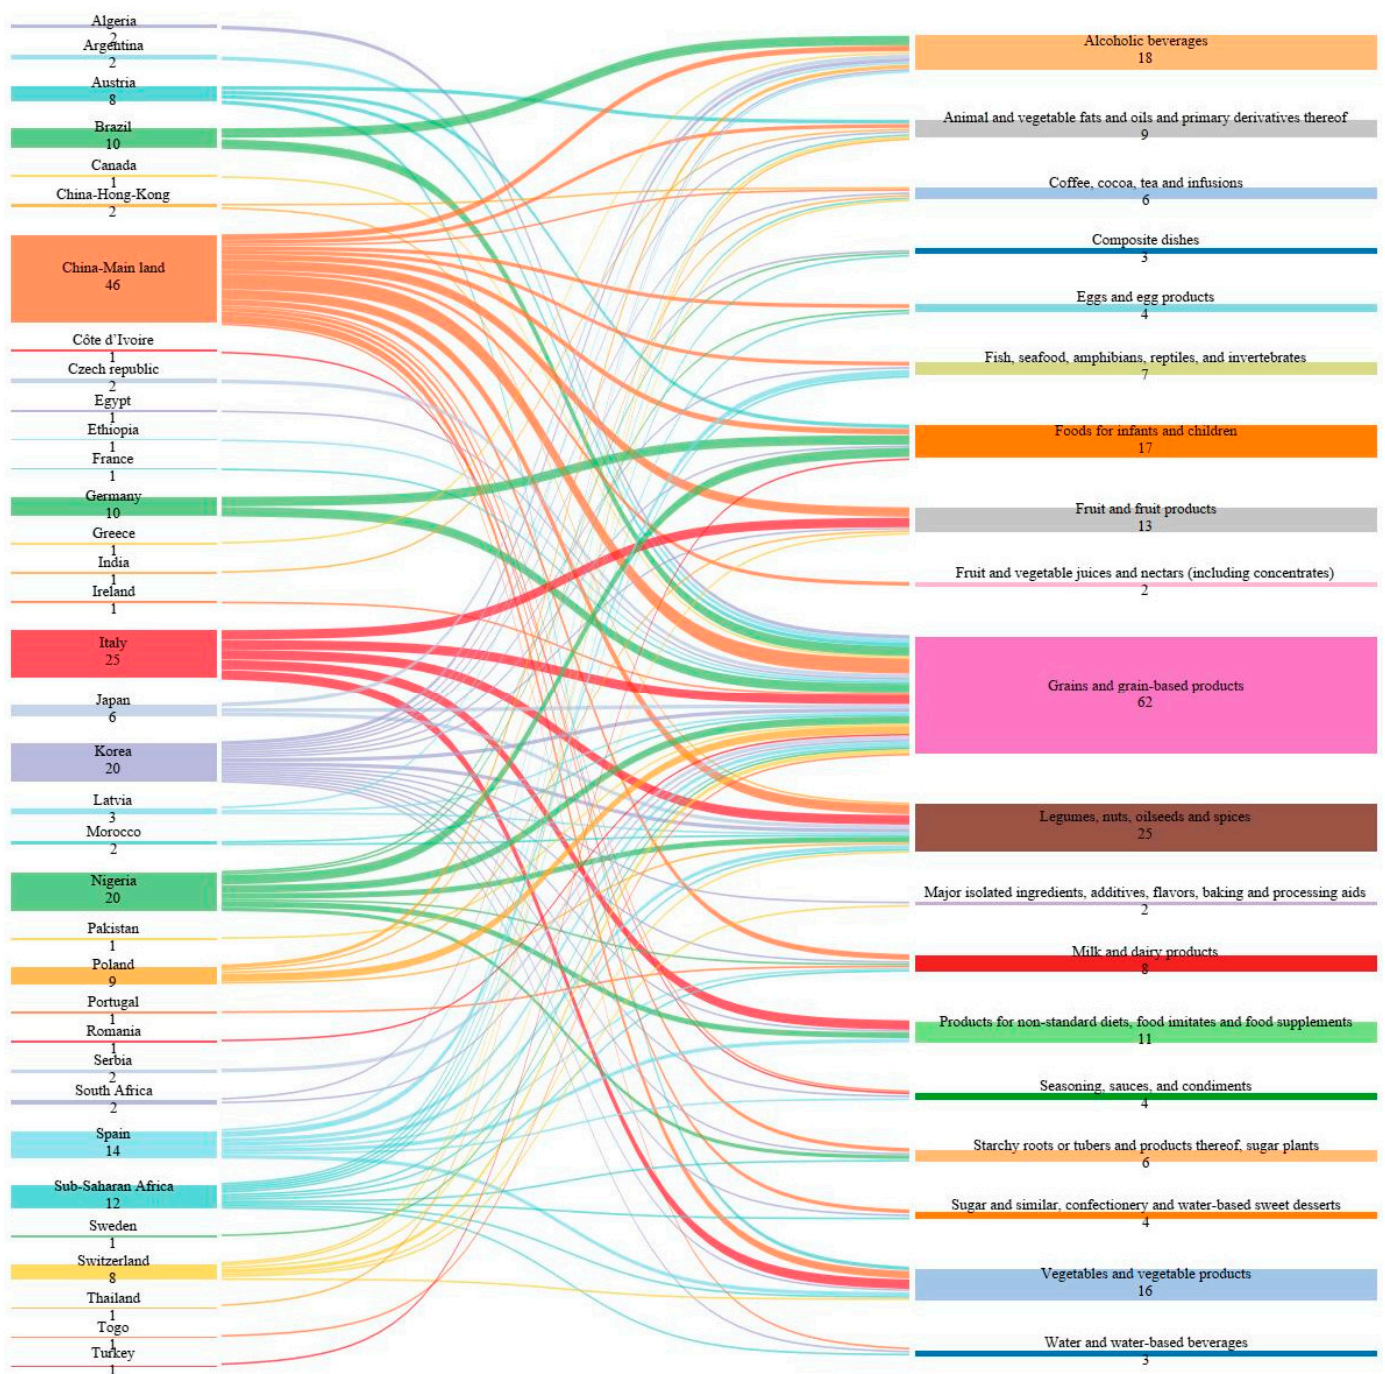 Algeria
2
Argentina
2
Austria
8
Brazil
10
Canada
1
China-Hong-Kong
2
China-Main land
46
Côte d’Ivoire
1
Czech republic
2
Egypt
1
Ethiopia
1
France
1
Germany
10
Greece
1
India
1
Ireland
1
Italy
25
Japan
6
Korea
20
Latvia
3
Morocco
2
Nigeria
20
Pakistan
1
Poland
9
Portugal
1
Romania
1
Serbia
2
South Africa
2
Spain
14
Sub-Saharan Africa
12
Sweden
1
Switzerland
8
Thailand
1
Togo
1
Turkey
1
Alcoholic beverages
18
Animal and vegetable fats and oils and primary derivatives thereof
9
Coffee, cocoa, tea and infusions
6
Composite dishes
3
Eggs and egg products
4
Fish, seafood, amphibians, reptiles, and invertebrates
7
Foods for infants and children
17
Fruit and fruit products
13
Fruit and vegetable juices and nectars (including concentrates)
2
Grains and grain-based products
62
Legumes, nuts, oilseeds and spices
25
Major isolated ingredients, additives, flavors, baking and processing aids
2
Milk and dairy products
8
Products for non-standard diets, food imitates and food supplements
11
Seasoning, sauces, and condiments
4
Starchy roots or tubers and products thereof, sugar plants
6
Sugar and similar, confectionery and water-based sweet desserts
4
Vegetables and vegetable products
16
Water and water-based beverages
3